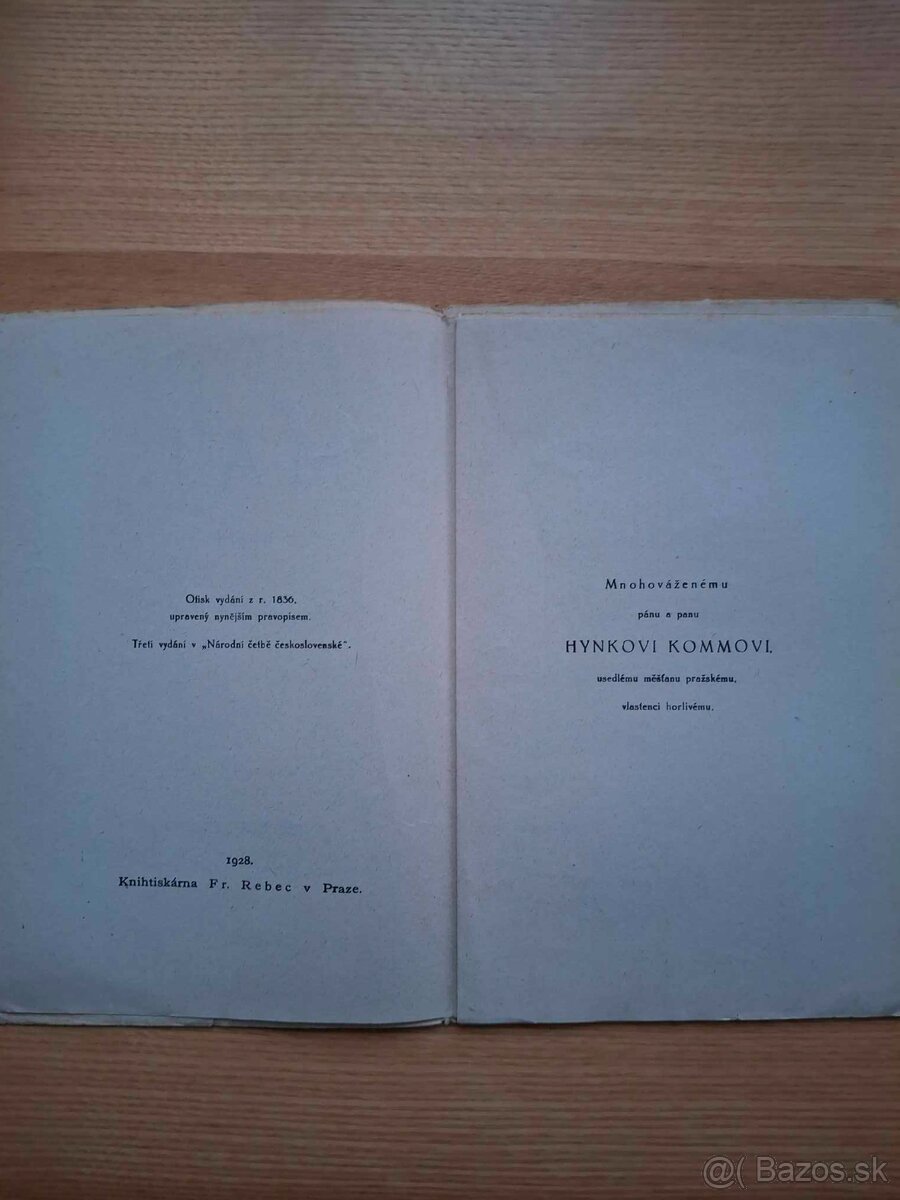 Otisk vydání z r. 1836,
upravený nynějším pravopisem.
Třetí vydání v „Národní četbě československé“.
1928.
Knihtiskárna Fr. Rebec v Praze.
Mnohováženému
pánu a panu
HYNKOVI KOMMOVI,
usedlému měšťanu pražskému,
vlastenci horlivému.
@( Bazos.sk